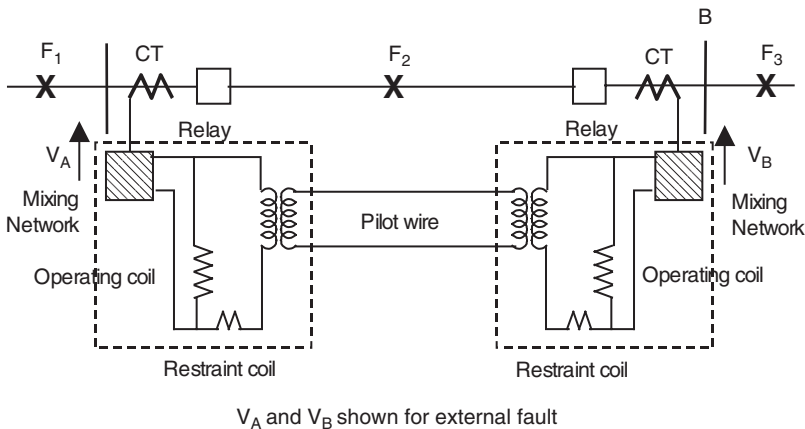 B
F1 CT F2 CT F3
Relay Relay
VA VB
Mixing Network Pilot wire Mixing Network
Operating coil Operating coil
Restraint coil Restraint coil
VA and VB shown for external fault